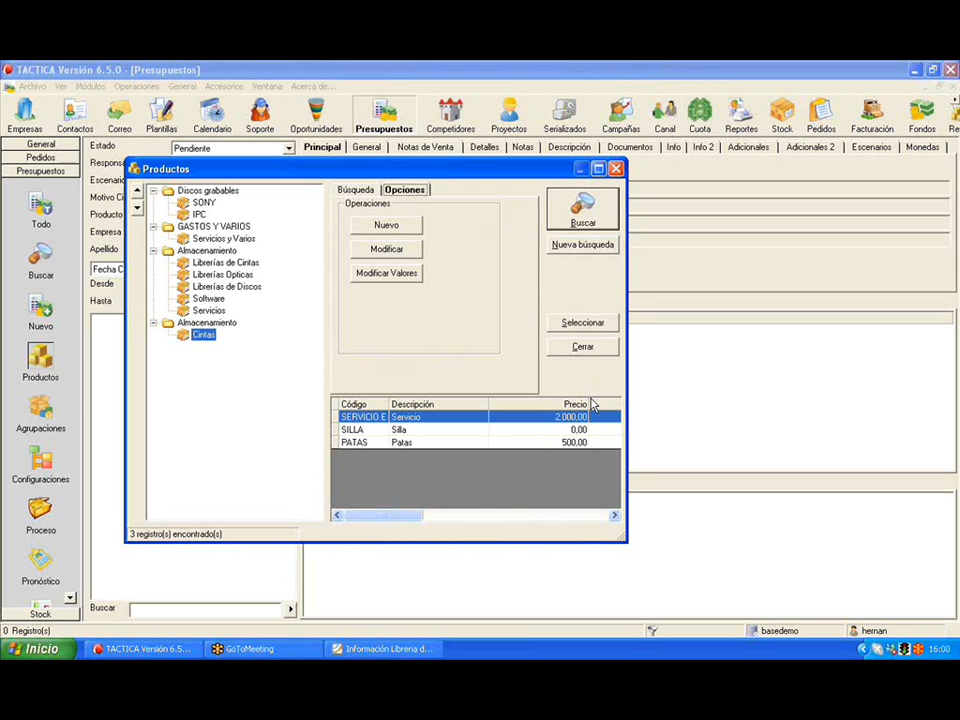 TACTICA Versión 6.5.0 - [Presupuestos]
Archivo Ver Módulos Operaciones General Accesorios Ventana Acerca de...
Empresas Contactos Correo Plantillas Calendario Soporte Oportunidades Presupuestos Competidores Proyectos Serializados Campañas Canal Cuota Reportes Stock Pedidos Facturación Fondos
General
Pedidos
Presupuestos
Todo
Buscar
Nuevo
Productos
Agrupaciones
Configuraciones
Proceso
Pronóstico
Stock
Estado Pendiente
Principal General Notas de Venta Detalles Notas Descripción Documentos Info Info 2 Adicionales Adicionales 2 Escenarios Monedas
Responsa
Escenario
Motivo Ci
Producto
Empresa
Apellido
Fecha C
Desde
Hasta
Buscar
Productos
Discos grabables
SONY
IPC
GASTOS Y VARIOS
Servicios y Varios
Almacenamiento
Librerías de Cintas
Librerías Opticas
Librerías de Discos
Software
Servicios
Almacenamiento
Cintas
Búsqueda Opciones
Operaciones
Nuevo
Modificar
Modificar Valores
Buscar
Nueva búsqueda
Seleccionar
Cerrar
Código Descripción Precio
SERVICIO E Servicio 2.000,00
SILLA Silla 0,00
PATAS Patas 500,00
3 registro(s) encontrado(s)
0 Registro(s) basedemo hernan
Inicio TACTICA Versión 6.5... GoToMeeting Información Libreria d... 16:00